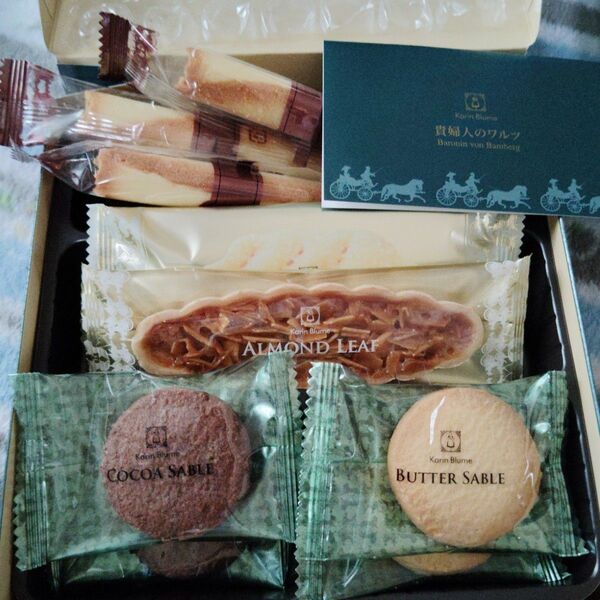 Karin Blume
貴婦人のワルツ
Baronin von Bamberg
Karin Blume
ALMOND LEAF
Karin Blume
COCOA SABLE
Karin Blume
BUTTER SABLE